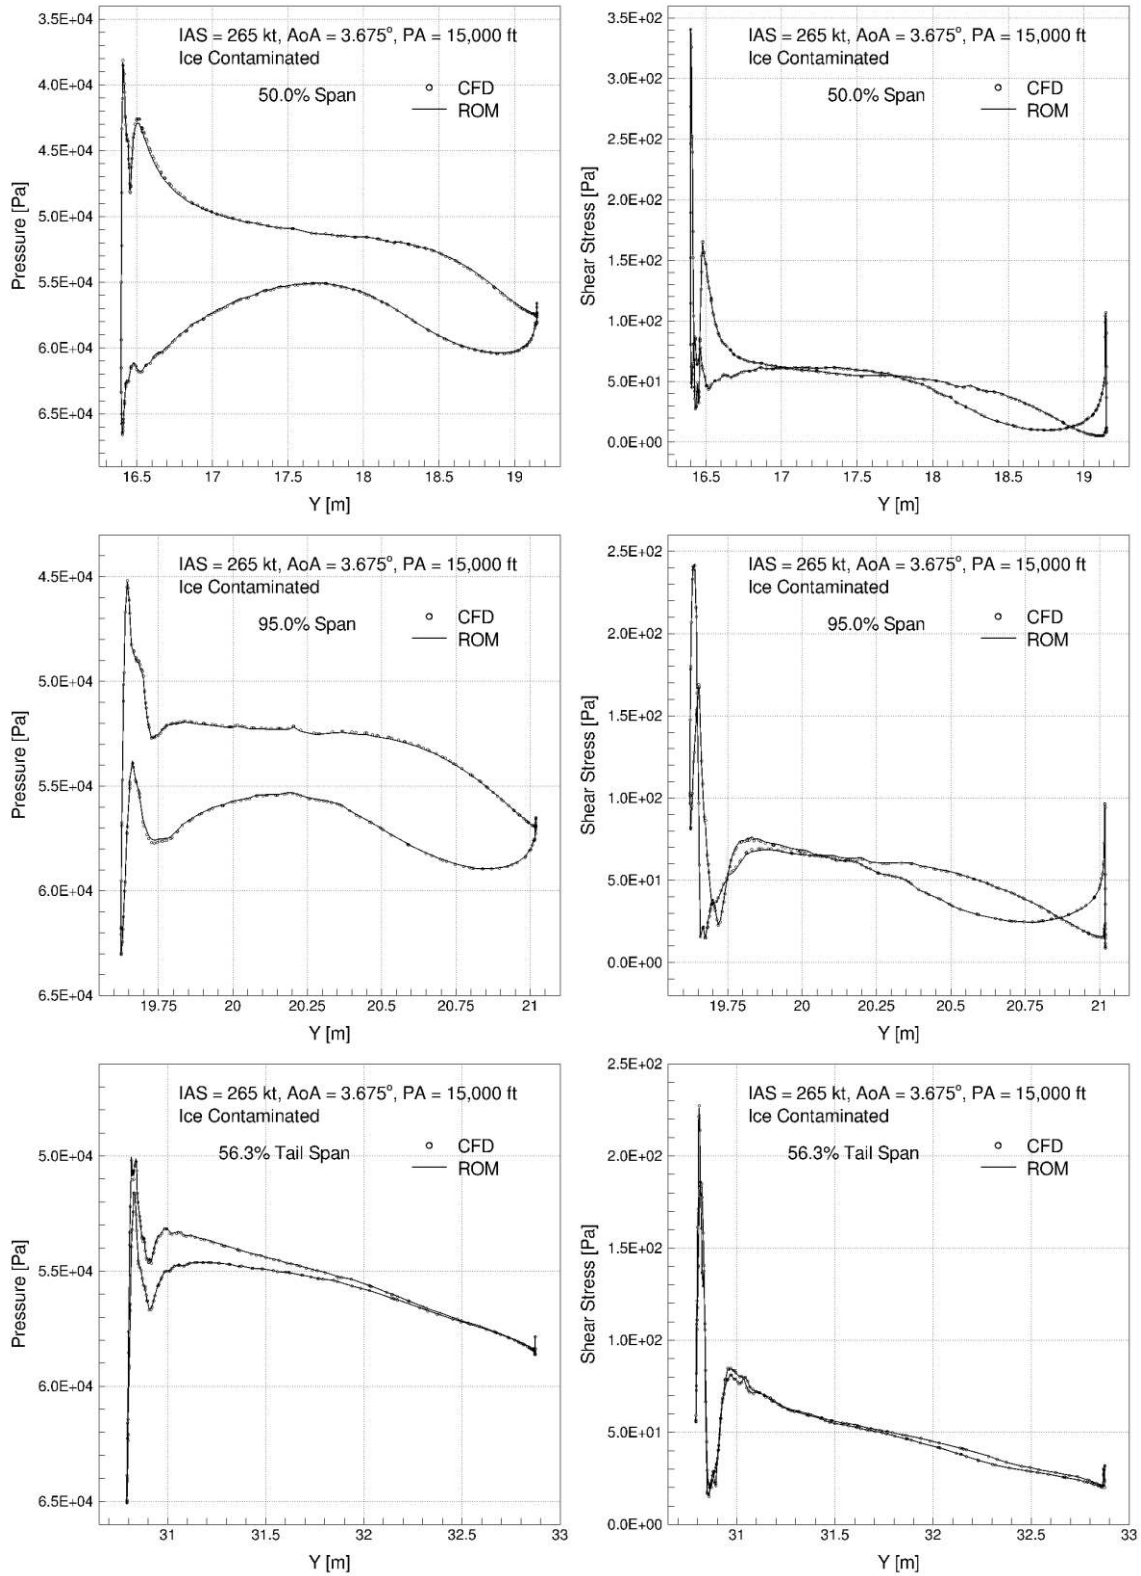 IAS = 265 kt, AoA = 3.675°, PA = 15,000 ft
Ice Contaminated
50.0% Span
CFD
ROM
3.5E+04
4.0E+04
4.5E+04
5.0E+04
5.5E+04
6.0E+04
6.5E+04
Pressure [Pa]
16.5 17 17.5 18 18.5 19
Y [m]
IAS = 265 kt, AoA = 3.675°, PA = 15,000 ft
Ice Contaminated
50.0% Span
CFD
ROM
3.5E+02
3.0E+02
2.5E+02
2.0E+02
1.5E+02
1.0E+02
5.0E+01
0.0E+00
Shear Stress [Pa]
16.5 17 17.5 18 18.5 19
Y [m]
IAS = 265 kt, AoA = 3.675°, PA = 15,000 ft
Ice Contaminated
95.0% Span
CFD
ROM
4.5E+04
5.0E+04
5.5E+04
6.0E+04
6.5E+04
Pressure [Pa]
19.75 20 20.25 20.5 20.75 21
Y [m]
IAS = 265 kt, AoA = 3.675°, PA = 15,000 ft
Ice Contaminated
95.0% Span
CFD
ROM
2.5E+02
2.0E+02
1.5E+02
1.0E+02
5.0E+01
0.0E+00
Shear Stress [Pa]
19.75 20 20.25 20.5 20.75 21
Y [m]
IAS = 265 kt, AoA = 3.675°, PA = 15,000 ft
Ice Contaminated
56.3% Tail Span
CFD
ROM
5.0E+04
5.5E+04
6.0E+04
6.5E+04
Pressure [Pa]
31 31.5 32 32.5 33
Y [m]
IAS = 265 kt, AoA = 3.675°, PA = 15,000 ft
Ice Contaminated
56.3% Tail Span
CFD
ROM
2.5E+02
2.0E+02
1.5E+02
1.0E+02
5.0E+01
0.0E+00
Shear Stress [Pa]
31 31.5 32 32.5 33
Y [m]